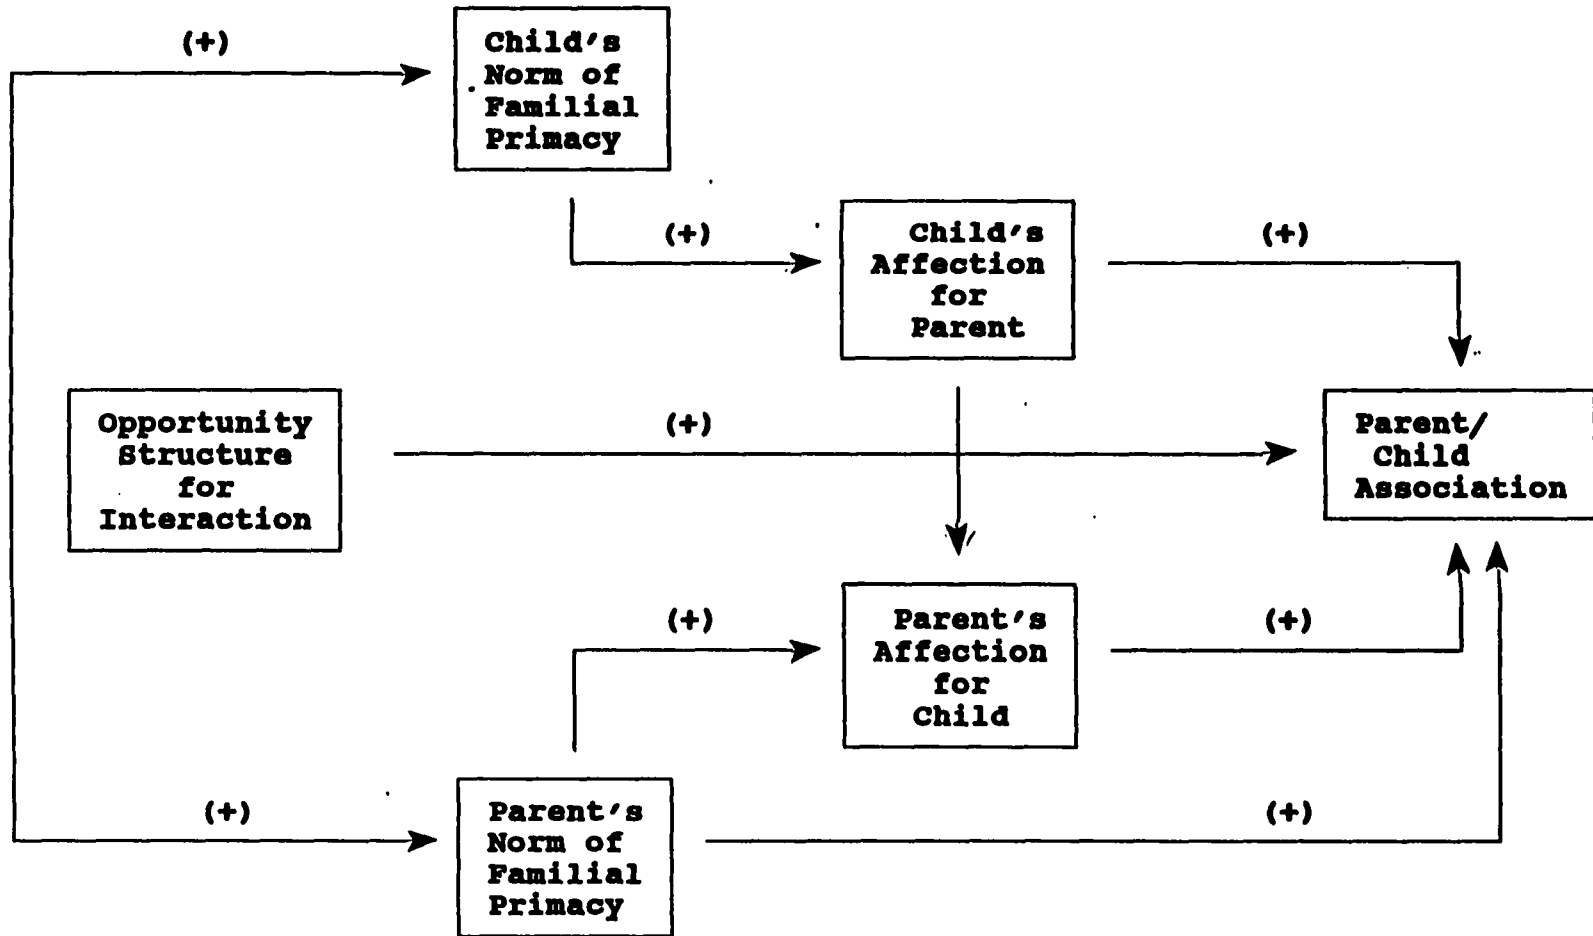 (+)
Child's
Norm of
Familial
Primacy
(+)
Child's
Affection
for
Parent
(+)
Opportunity
Structure
for
Interaction
(+)
Parent/
Child
Association
(+)
Parent's
Affection
for
Child
(+)
(+)
Parent's
Norm of
Familial
Primacy
(+)